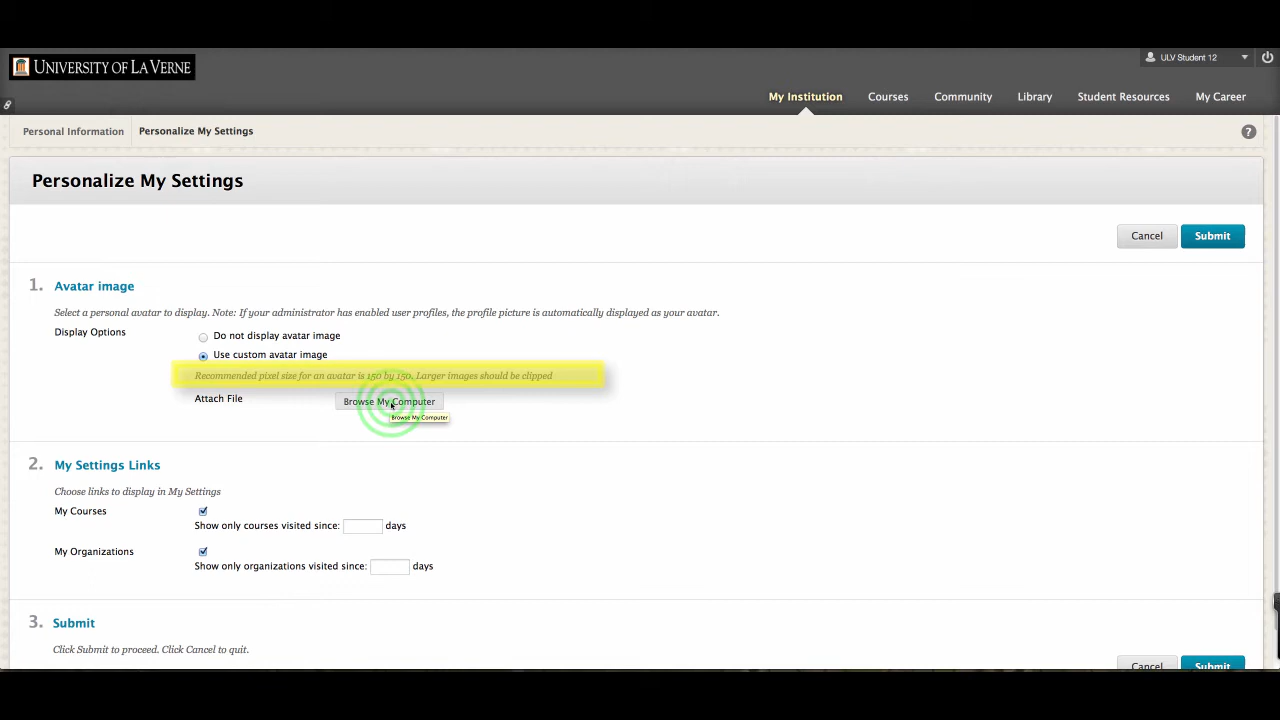 UNIVERSITY OF LA VERNE
ULV Student 12
My Institution Courses Community Library Student Resources My Career
Personal Information Personalize My Settings ?
Personalize My Settings
Cancel Submit
1. Avatar image
Select a personal avatar to display. Note: If your administrator has enabled user profiles, the profile picture is automatically displayed as your avatar.
Display Options
Do not display avatar image
Use custom avatar image
Recommended pixel size for an avatar is 150 by 150. Larger images should be clipped
Attach File Browse My Computer
Browse My Computer
2. My Settings Links
Choose links to display in My Settings
My Courses
Show only courses visited since: days
My Organizations
Show only organizations visited since: days
3. Submit
Click Submit to proceed. Click Cancel to quit.
Cancel Submit